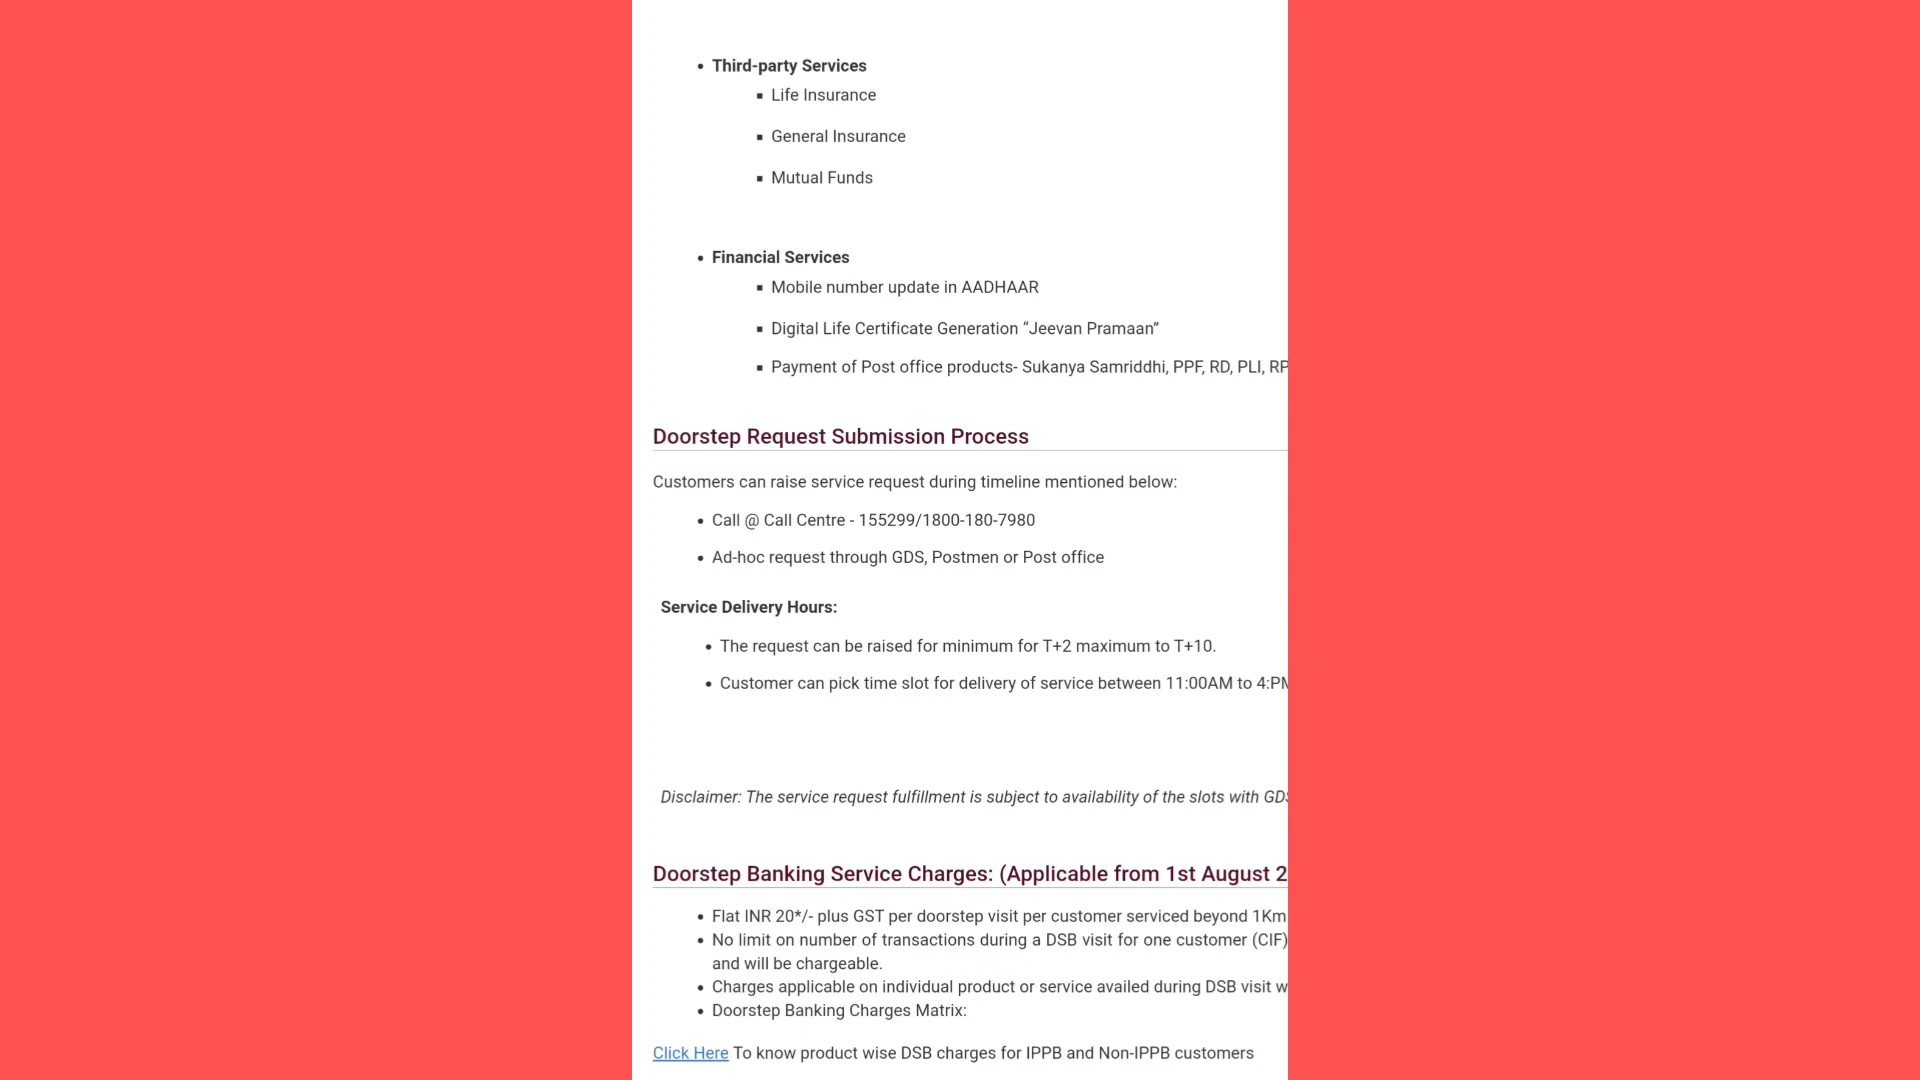 Third-party Services
Life Insurance
General Insurance
Mutual Funds
Financial Services
Mobile number update in AADHAAR
Digital Life Certificate Generation “Jeevan Pramaan”
Payment of Post office products- Sukanya Samriddhi, PPF, RD, PLI, RP
Doorstep Request Submission Process
Customers can raise service request during timeline mentioned below:
Call @ Call Centre - 155299/1800-180-7980
Ad-hoc request through GDS, Postmen or Post office
Service Delivery Hours:
The request can be raised for minimum for T+2 maximum to T+10.
Customer can pick time slot for delivery of service between 11:00AM to 4:PM
Disclaimer: The service request fulfillment is subject to availability of the slots with GDS
Doorstep Banking Service Charges: (Applicable from 1st August 2
Flat INR 20*/- plus GST per doorstep visit per customer serviced beyond 1Km
No limit on number of transactions during a DSB visit for one customer (CIF)
and will be chargeable.
Charges applicable on individual product or service availed during DSB visit w
Doorstep Banking Charges Matrix:
Click Here To know product wise DSB charges for IPPB and Non-IPPB customers